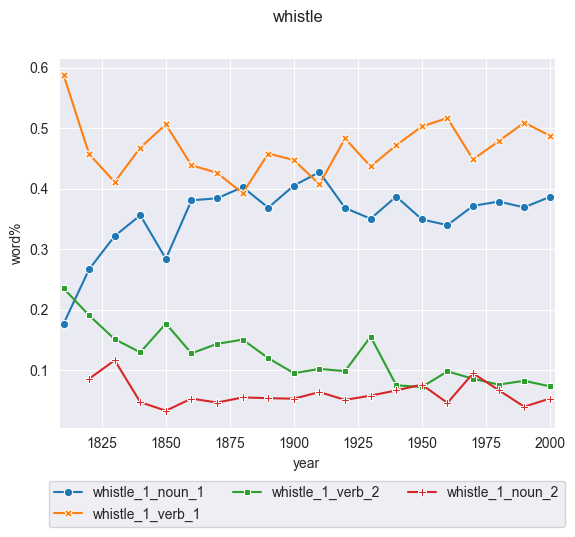 whistle
0.6
0.5
0.4
0.3
0.2
0.1
word%
1825 1850 1875 1900 1925 1950 1975 2000
year
whistle_1_noun_1 whistle_1_verb_2 whistle_1_noun_2
whistle_1_verb_1